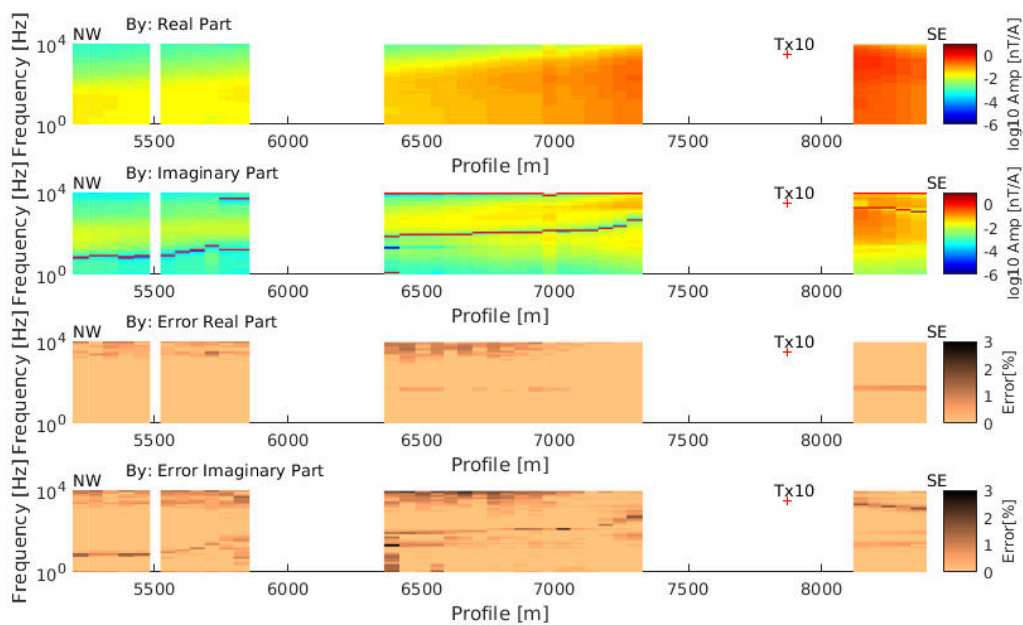 NW By: Real Part SE
Frequency [Hz]
10^4
10^0
Tx10
5500 6000 6500 7000 7500 8000
Profile [m]
0 -2 -4 -6
log10 Amp [nT/A]
NW By: Imaginary Part SE
Frequency [Hz]
10^4
10^0
Tx10
5500 6000 6500 7000 7500 8000
Profile [m]
0 -2 -4 -6
log10 Amp [nT/A]
NW By: Error Real Part SE
Frequency [Hz]
10^4
10^0
Tx10
5500 6000 6500 7000 7500 8000
Profile [m]
3 2 1 0
Error[%]
NW By: Error Imaginary Part SE
Frequency [Hz]
10^4
10^0
Tx10
5500 6000 6500 7000 7500 8000
Profile [m]
3 2 1 0
Error[%]